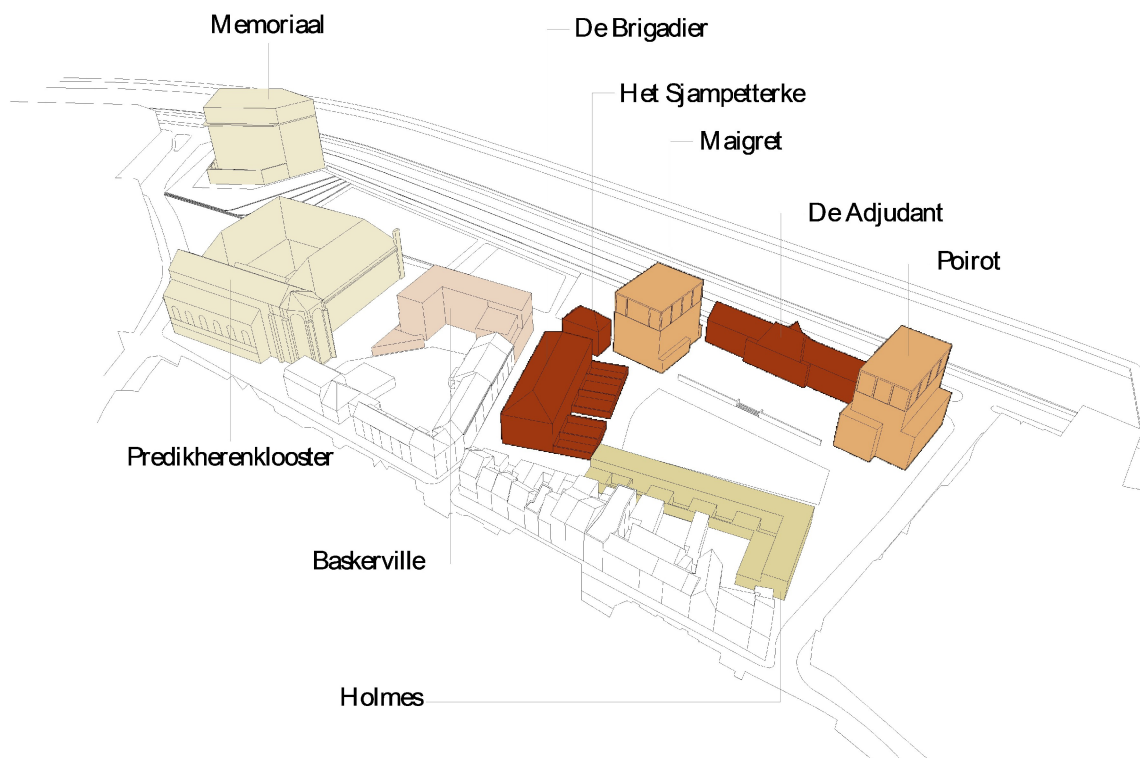 Memoriaal
De Brigadier
Het Sjampetterke
Maigret
De Adjudant
Poirot
Predikherenklooster
Baskerville
Holmes